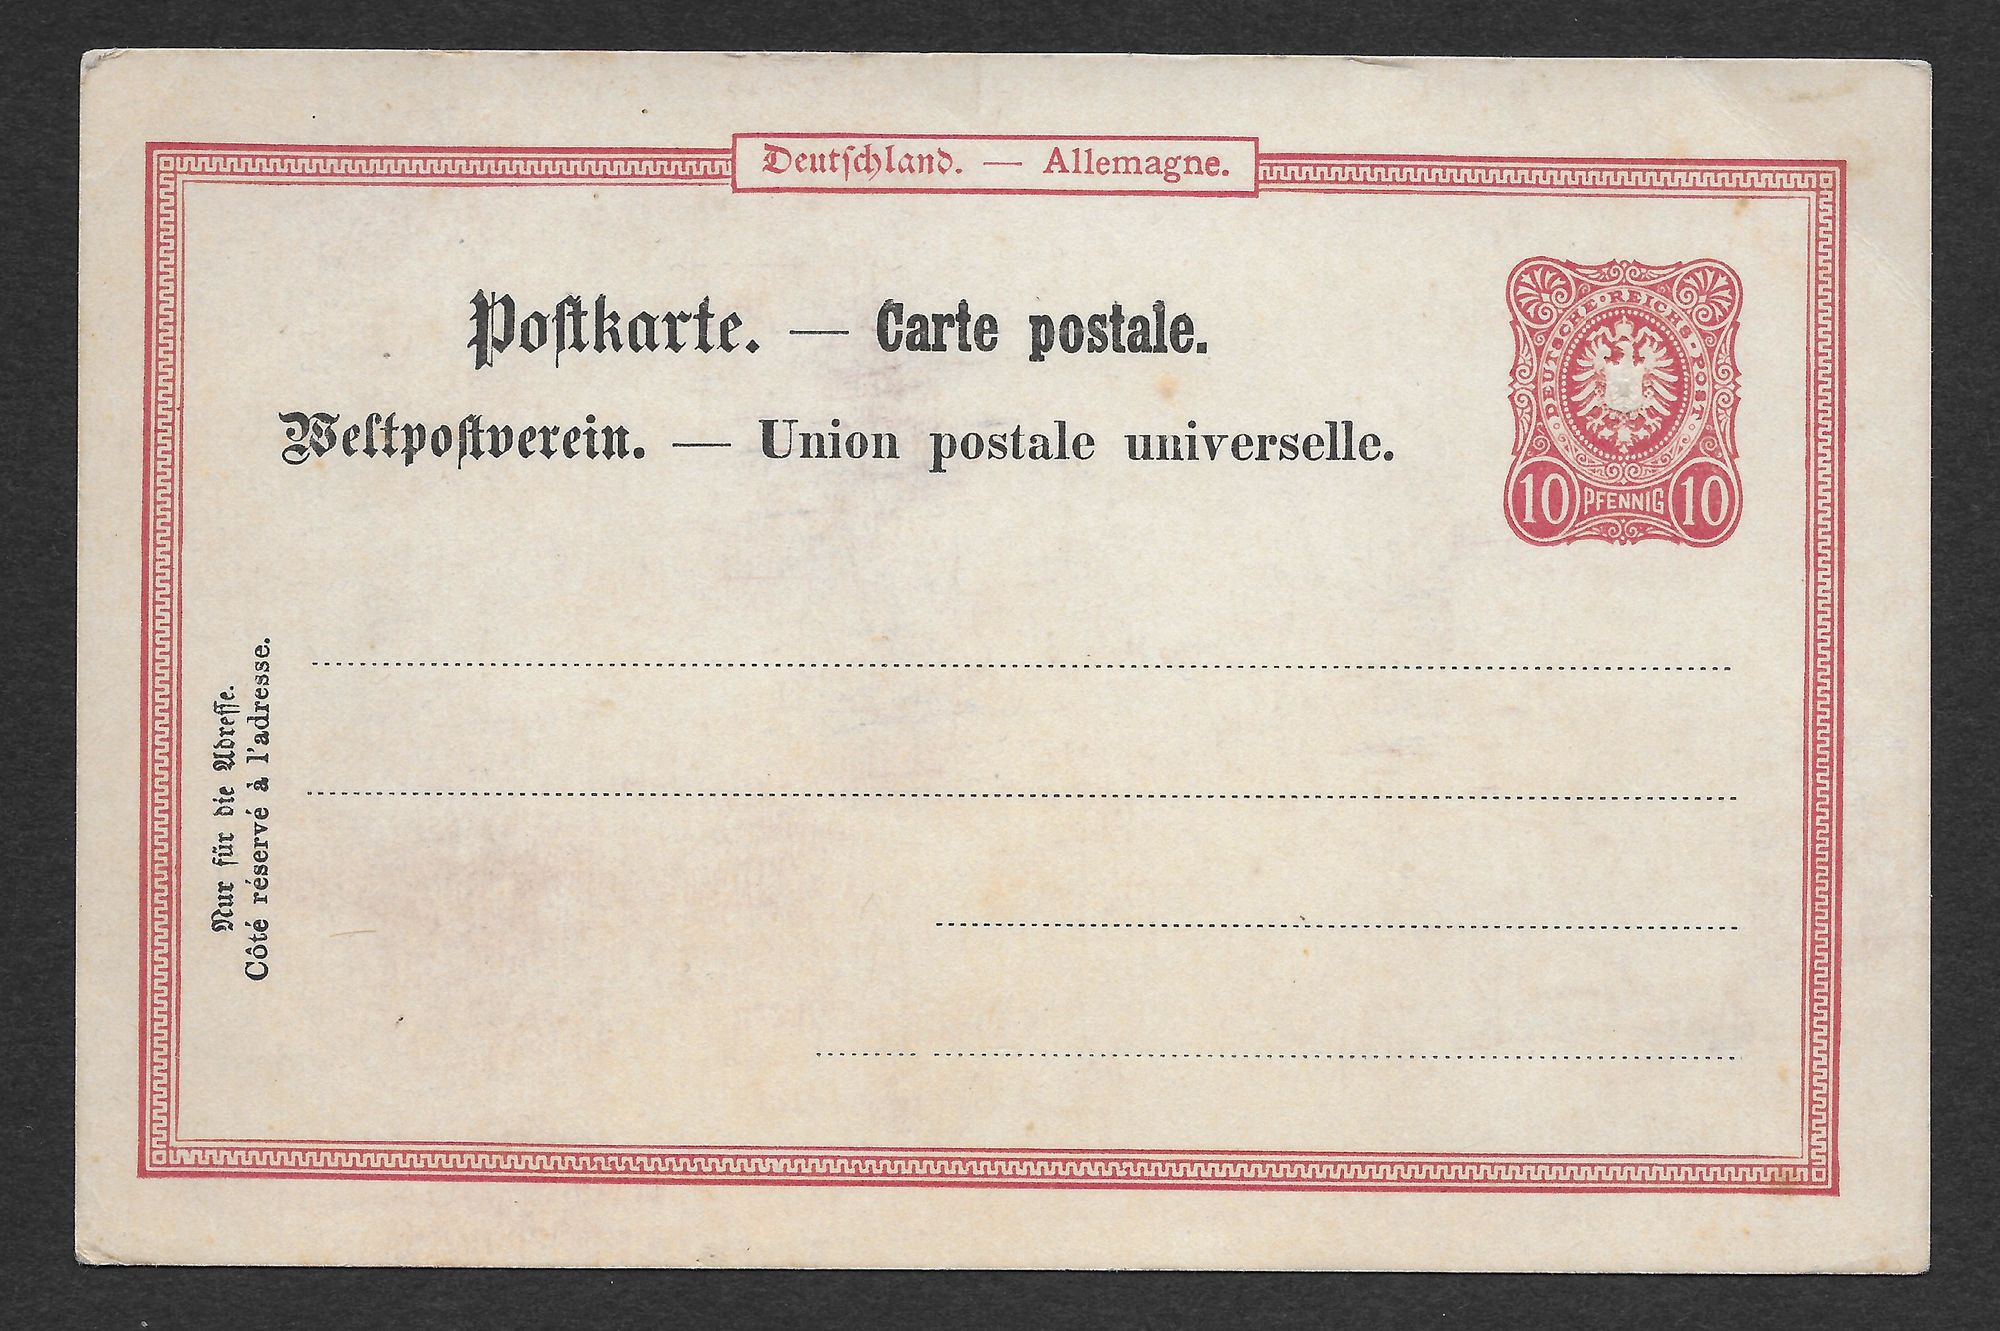 Deutschland. — Allemagne.
Postkarte. — Carte postale.
Weltpostverein. — Union postale universelle.
DEUTSCHE · REICHS-POST
10 PFENNIG 10
Nur für die Adresse.
Côté réservé à l'adresse.